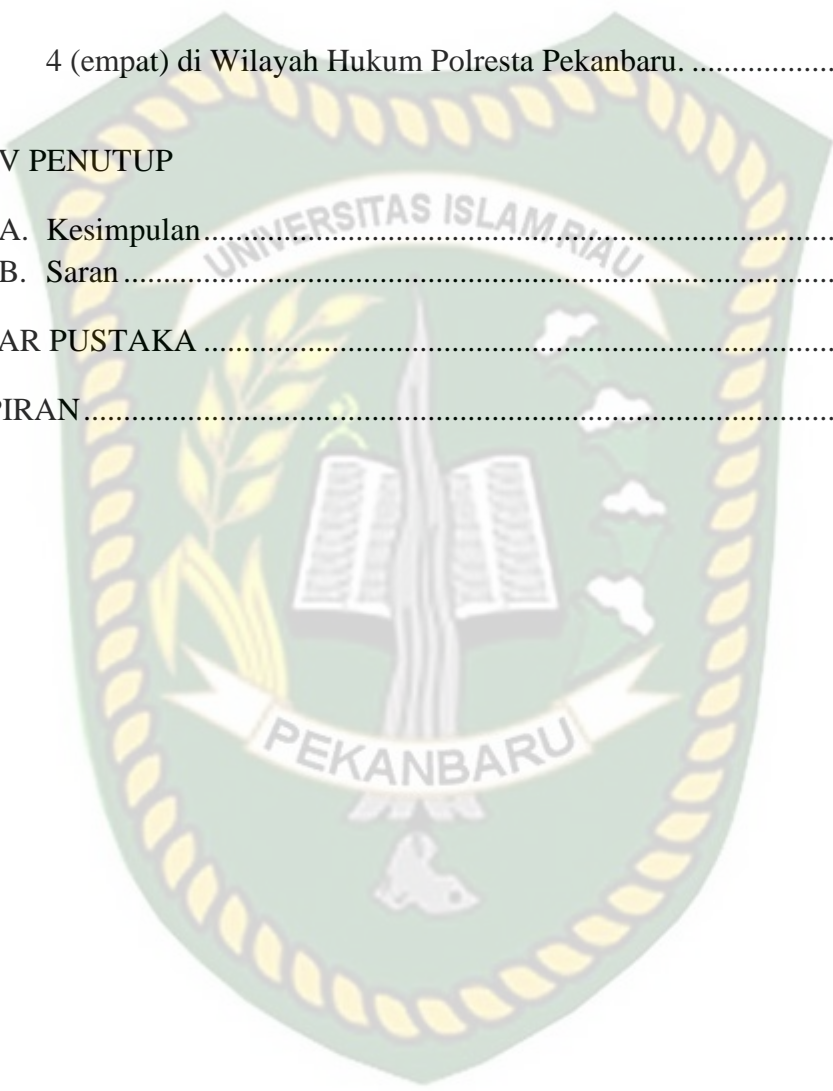 4 (empat) di Wilayah Hukum Polresta Pekanbaru. ..................
V PENUTUP
UNIVERSITAS ISLAM RIAU
A. Kesimpulan................................................................................
B. Saran..........................................................................................
AR PUSTAKA................................................................................
PIRAN...............................................................................................
PEKANBARU